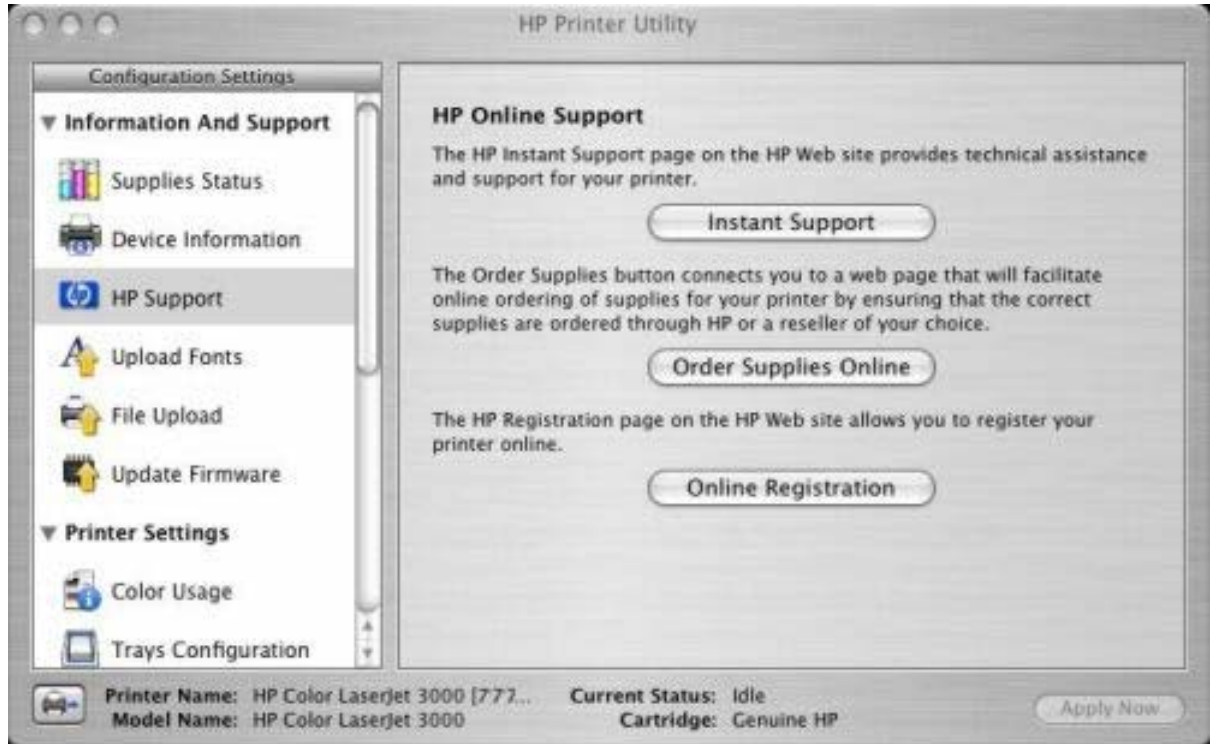 HP Printer Utility
Configuration Settings
Information And Support
Supplies Status
Device Information
HP Support
Upload Fonts
File Upload
Update Firmware
Printer Settings
Color Usage
Trays Configuration
HP Online Support
The HP Instant Support page on the HP Web site provides technical assistance
and support for your printer.
Instant Support
The Order Supplies button connects you to a web page that will facilitate
online ordering of supplies for your printer by ensuring that the correct
supplies are ordered through HP or a reseller of your choice.
Order Supplies Online
The HP Registration page on the HP Web site allows you to register your
printer online.
Online Registration
Printer Name: HP Color LaserJet 3000 [777... Current Status: Idle
Model Name: HP Color LaserJet 3000 Cartridge: Genuine HP
Apply Now